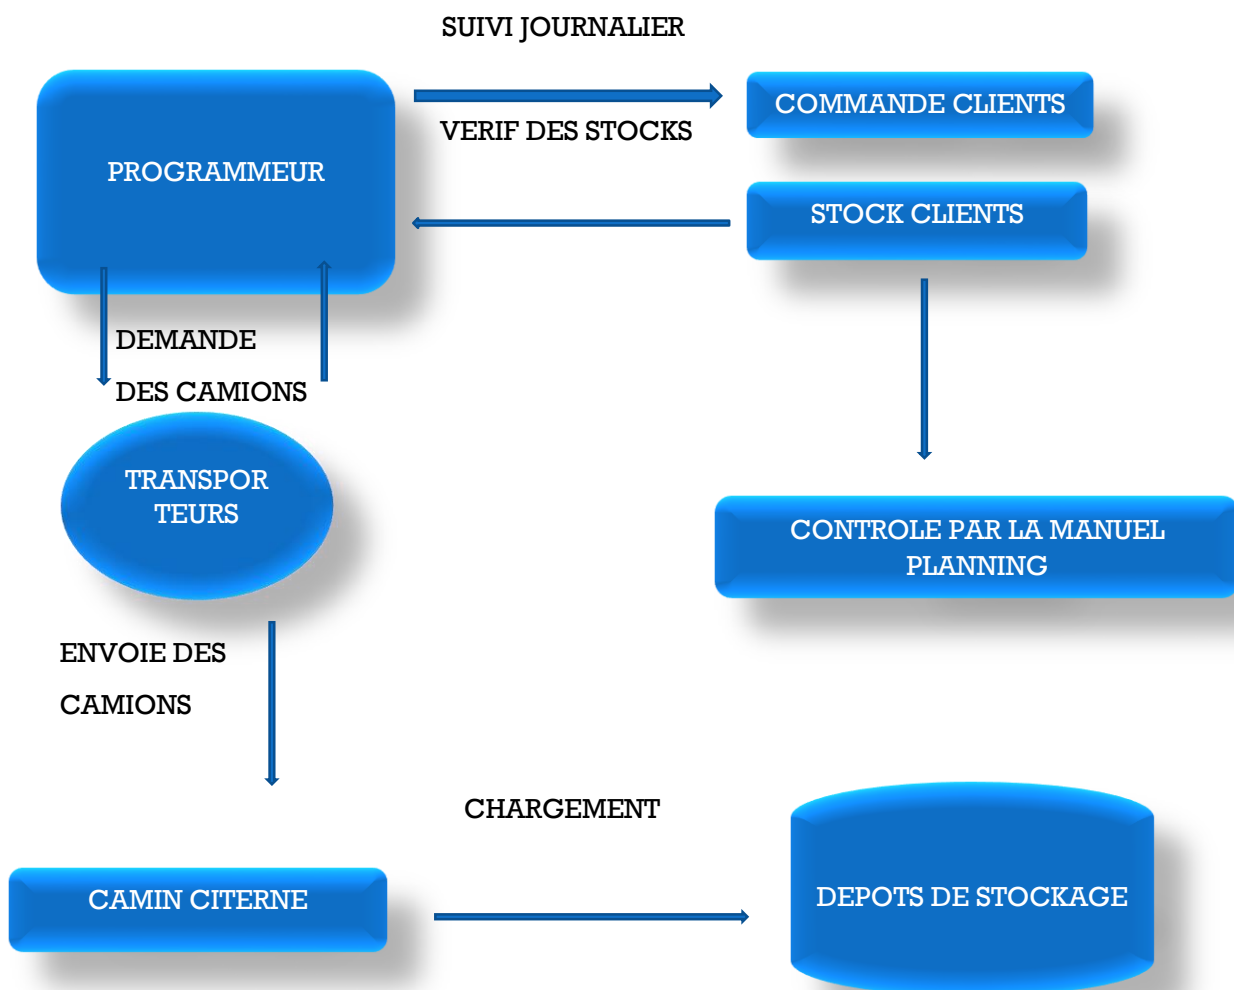 SUIVI JOURNALIER
COMMANDE CLIENTS
VERIF DES STOCKS
PROGRAMMEUR
STOCK CLIENTS
DEMANDE
DES CAMIONS
TRANSPOR
TEURS
CONTROLE PAR LA MANUEL
PLANNING
ENVOIE DES
CAMIONS
CHARGEMENT
CAMIN CITERNE
DEPOTS DE STOCKAGE